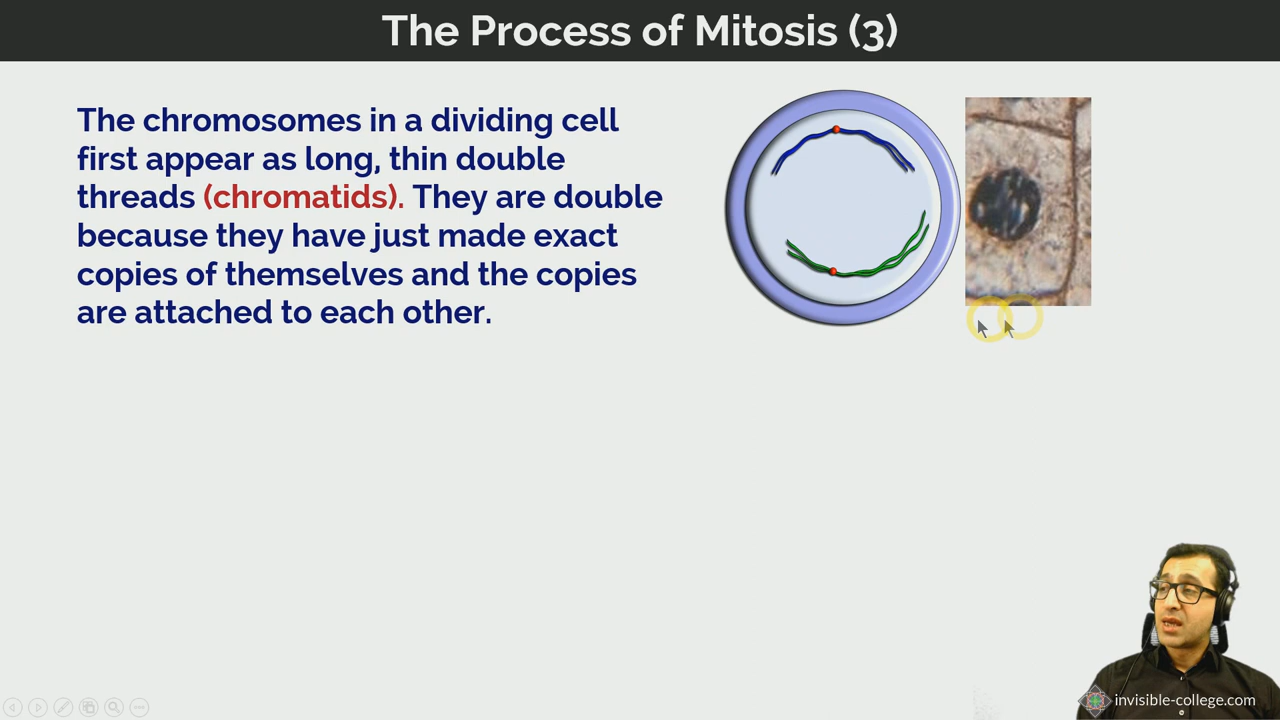 The Process of Mitosis (3)
The chromosomes in a dividing cell
first appear as long, thin double
threads (chromatids). They are double
because they have just made exact
copies of themselves and the copies
are attached to each other.
invisible-college.com